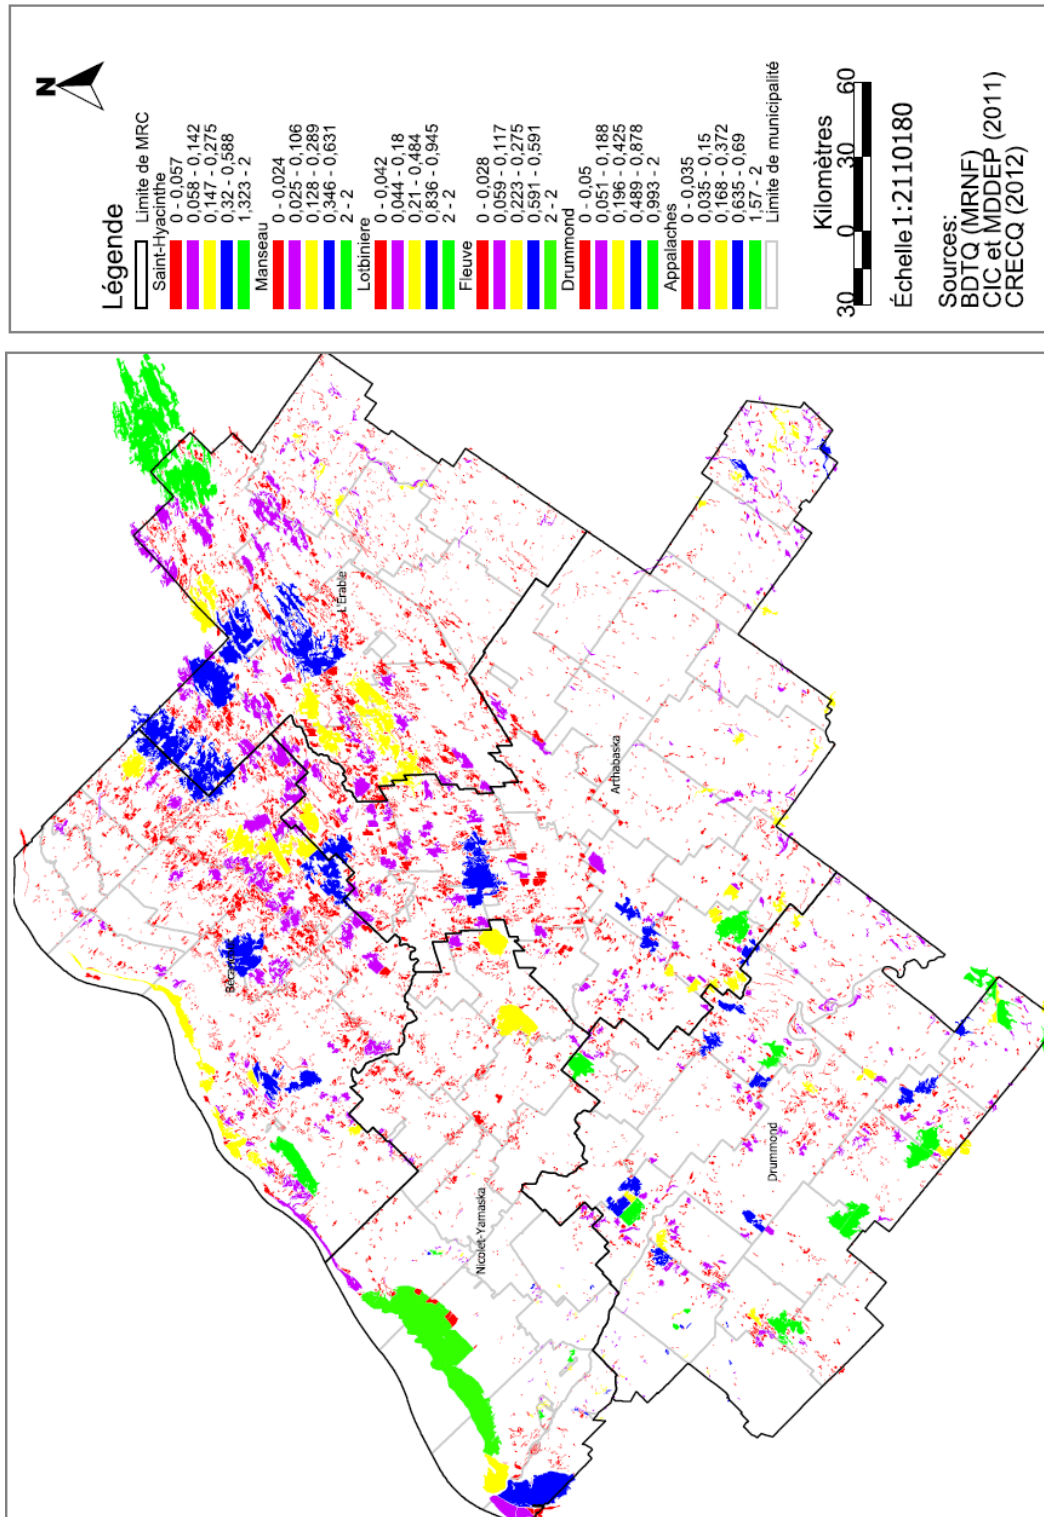 N
Légende
Limite de MRC
Saint-Hyacinthe
0 - 0,057
0,058 - 0,142
0,147 - 0,275
0,32 - 0,588
1,323 - 2
Manseau
0 - 0,024
0,025 - 0,106
0,128 - 0,289
0,346 - 0,631
2 - 2
Lotbiniere
0 - 0,042
0,044 - 0,18
0,21 - 0,484
0,836 - 0,945
2 - 2
Fleuve
0 - 0,028
0,059 - 0,117
0,223 - 0,275
0,591 - 0,591
2 - 2
Drummond
0 - 0,05
0,051 - 0,188
0,196 - 0,425
0,489 - 0,878
0,993 - 2
Appalaches
0 - 0,035
0,035 - 0,15
0,168 - 0,372
0,635 - 0,69
1,57 - 2
Limite de municipalité
Kilomètres
30 0 30 60
Échelle 1:2110180
Sources:
BDTQ (MRNF)
CIC et MDDEP (2011)
CRECQ (2012)
L'Érable
Arthabaska
Drummond
Nicolet-Yamaska